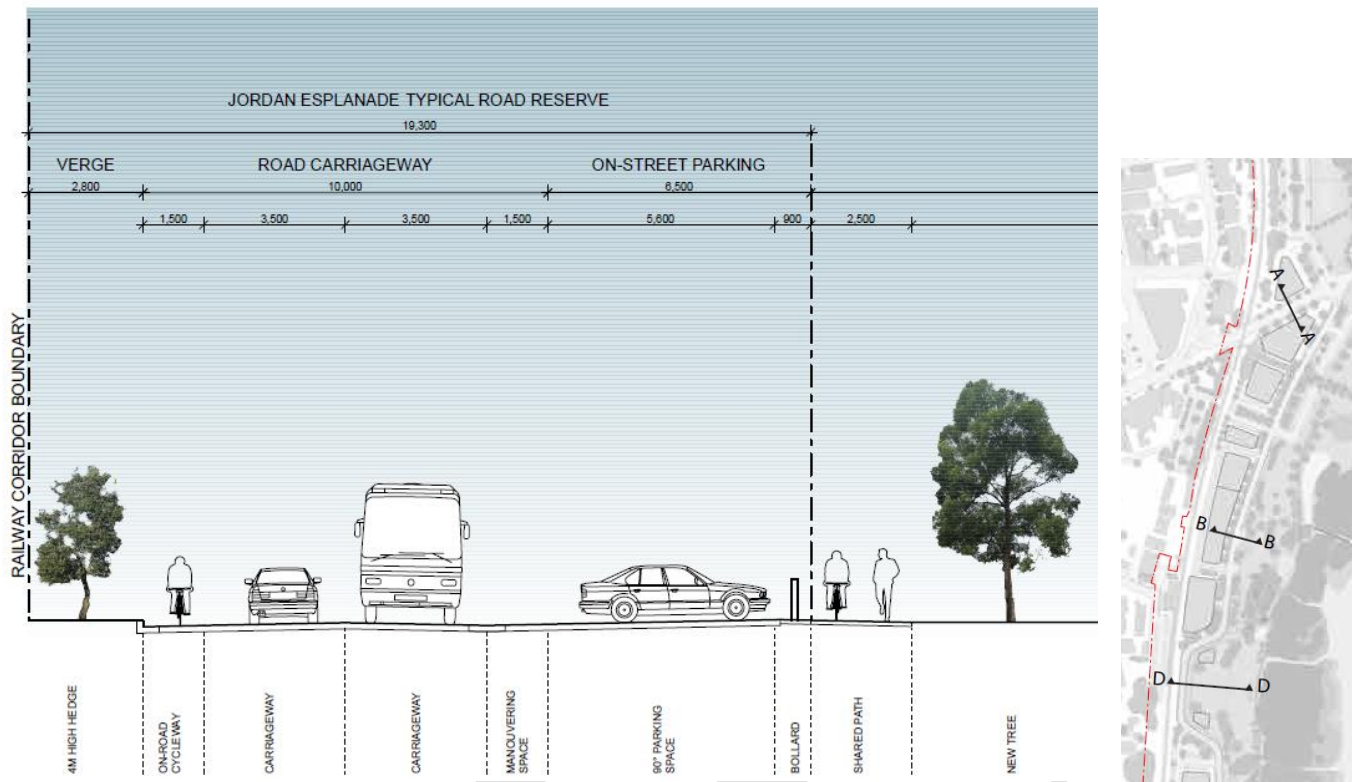 JORDAN ESPLANADE TYPICAL ROAD RESERVE
19,300
VERGE
ROAD CARRIAGEWAY
ON-STREET PARKING
2,800
10,000
6,500
1,500
3,500
3,500
1,500
5,600
900
2,500
RAILWAY CORRIDOR BOUNDARY
4M HIGH HEDGE
ON-ROAD
CYCLEWAY
CARRIAGEWAY
CARRIAGEWAY
MANOUVERING
SPACE
90° PARKING
SPACE
BOLLARD
SHARED PATH
NEW TREE
A
A
B
B
D
D